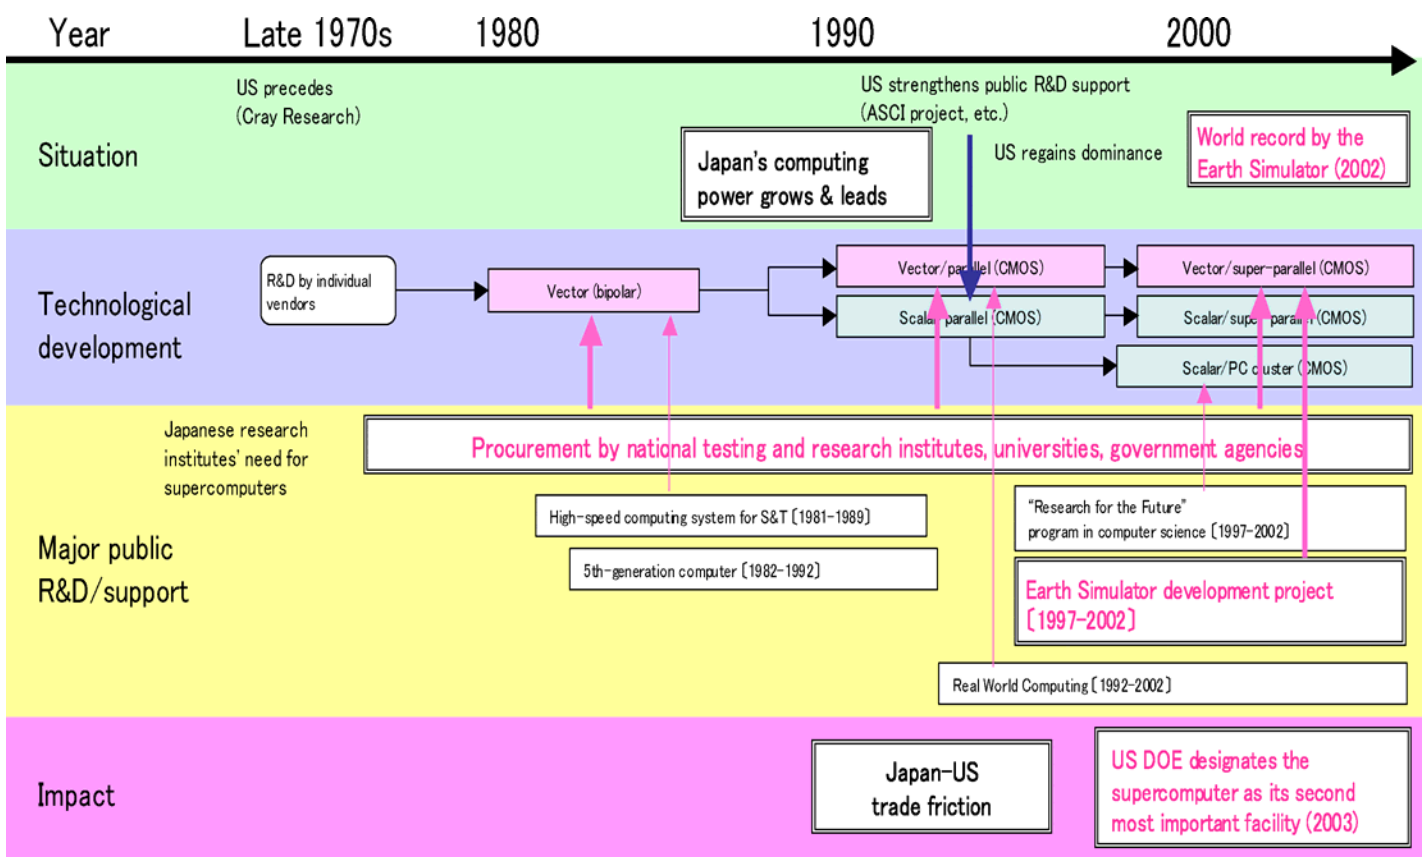 Year Late 1970s 1980 1990 2000
Situation
US precedes
(Cray Research)
Japan's computing
power grows & leads
US strengthens public R&D support
(ASCI project, etc.)
US regains dominance
World record by the
Earth Simulator (2002)
Technological
development
R&D by individual
vendors
Vector (bipolar)
Vector/parallel (CMOS)
Scalar/parallel (CMOS)
Vector/super-parallel (CMOS)
Scalar/super-parallel (CMOS)
Scalar/PC cluster (CMOS)
Major public
R&D/support
Japanese research
institutes' need for
supercomputers
Procurement by national testing and research institutes, universities, government agencies
High-speed computing system for S&T〔1981-1989〕
5th-generation computer〔1982-1992〕
“Research for the Future”
program in computer science〔1997-2002〕
Earth Simulator development project
〔1997-2002〕
Real World Computing〔1992-2002〕
Impact
Japan-US
trade friction
US DOE designates the
supercomputer as its second
most important facility (2003)